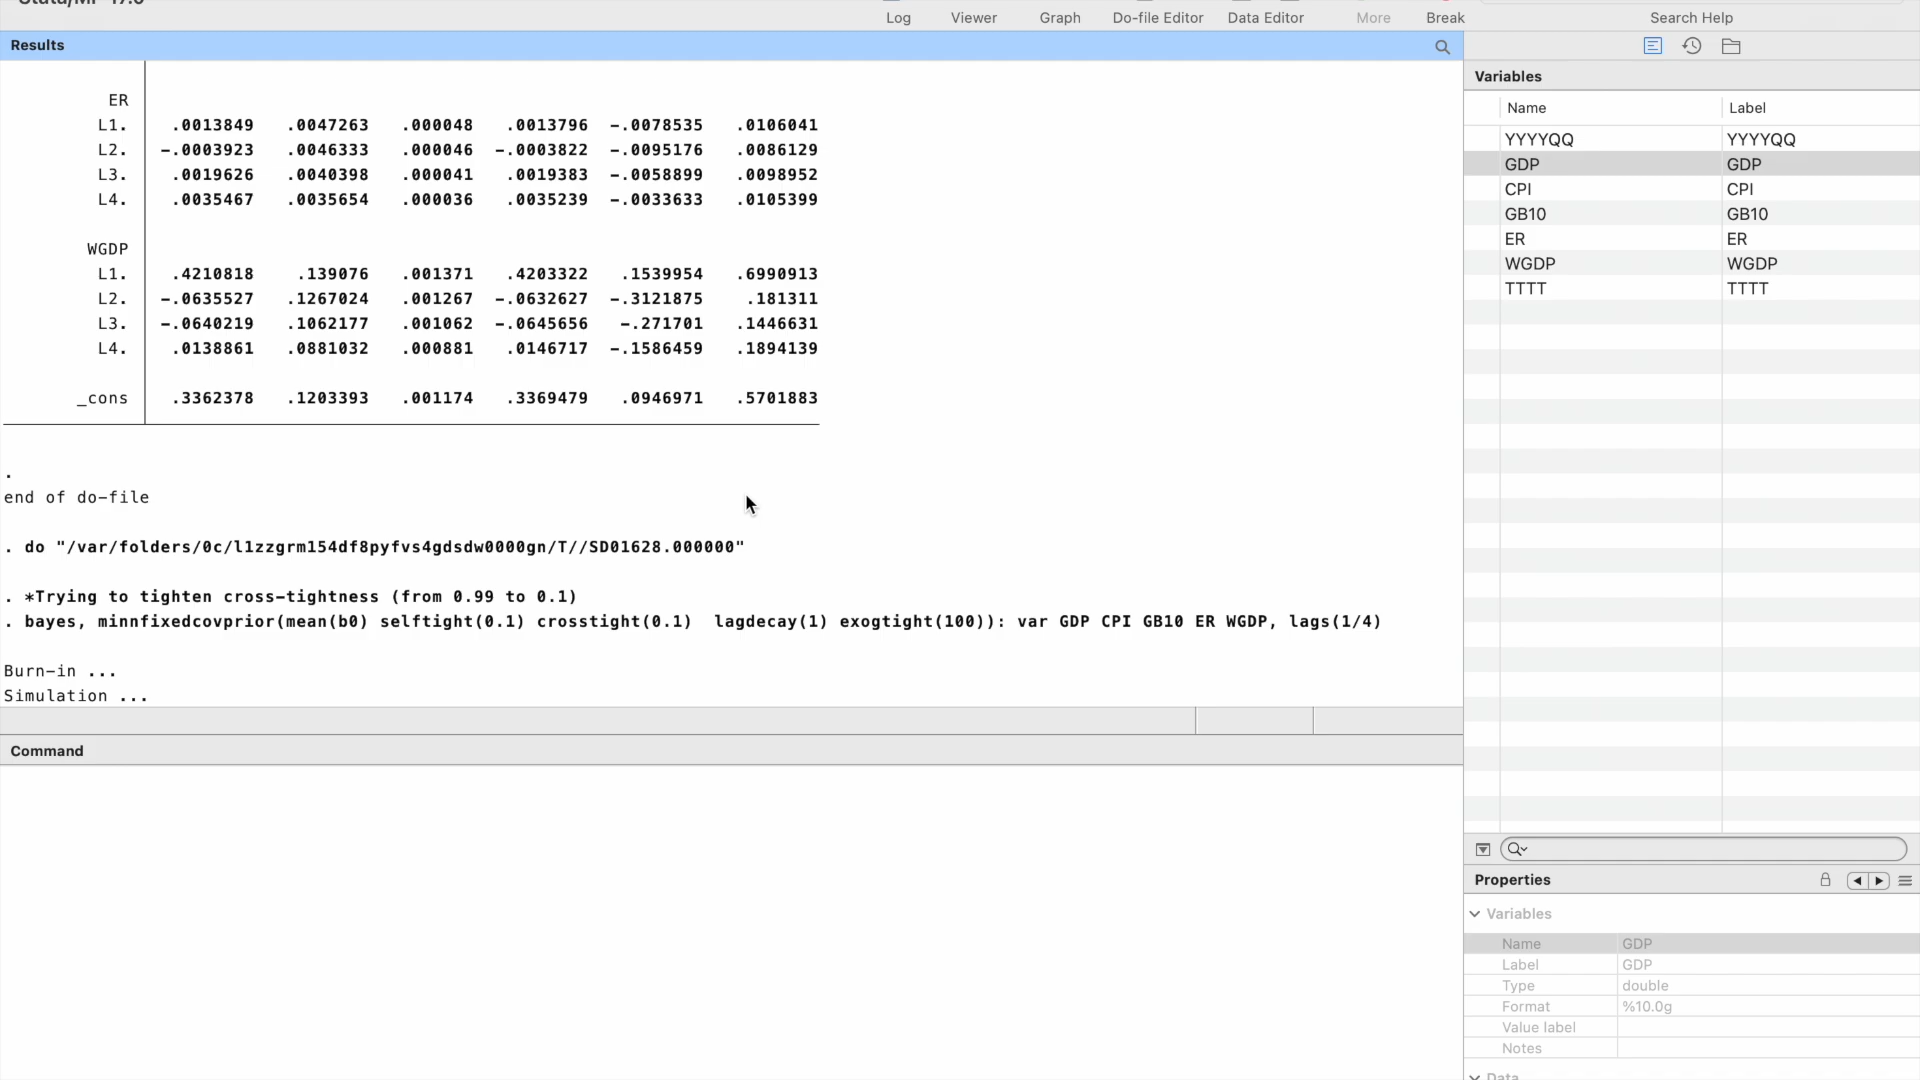 Stata/MP 17.0
Log Viewer Graph Do-file Editor Data Editor More Break Search Help
Results
ER
L1. .0013849 .0047263 .000048 .0013796 -.0078535 .0106041
L2. -.0003923 .0046333 .000046 -.0003822 -.0095176 .0086129
L3. .0019626 .0040398 .000041 .0019383 -.0058899 .0098952
L4. .0035467 .0035654 .000036 .0035239 -.0033633 .0105399
WGDP
L1. .4210818 .139076 .001371 .4203322 .1539954 .6990913
L2. -.0635527 .1267024 .001267 -.0632627 -.3121875 .181311
L3. -.0640219 .1062177 .001062 -.0645656 -.271701 .1446631
L4. .0138861 .0881032 .000881 .0146717 -.1586459 .1894139
_cons .3362378 .1203393 .001174 .3369479 .0946971 .5701883
.
end of do-file
. do "/var/folders/0c/l1zzgrm154df8pyfvs4gdsdw0000gn/T//SD01628.000000"
. *Trying to tighten cross-tightness (from 0.99 to 0.1)
. bayes, minnfixedcovprior(mean(b0) selftight(0.1) crosstight(0.1)  lagdecay(1) exogtight(100)): var GDP CPI GB10 ER WGDP, lags(1/4)
Burn-in ...
Simulation ...
Command
Variables
Name Label
YYYYQQ YYYYQQ
GDP GDP
CPI CPI
GB10 GB10
ER ER
WGDP WGDP
TTTT TTTT
Properties
Variables
Name GDP
Label GDP
Type double
Format %10.0g
Value label
Notes
Data